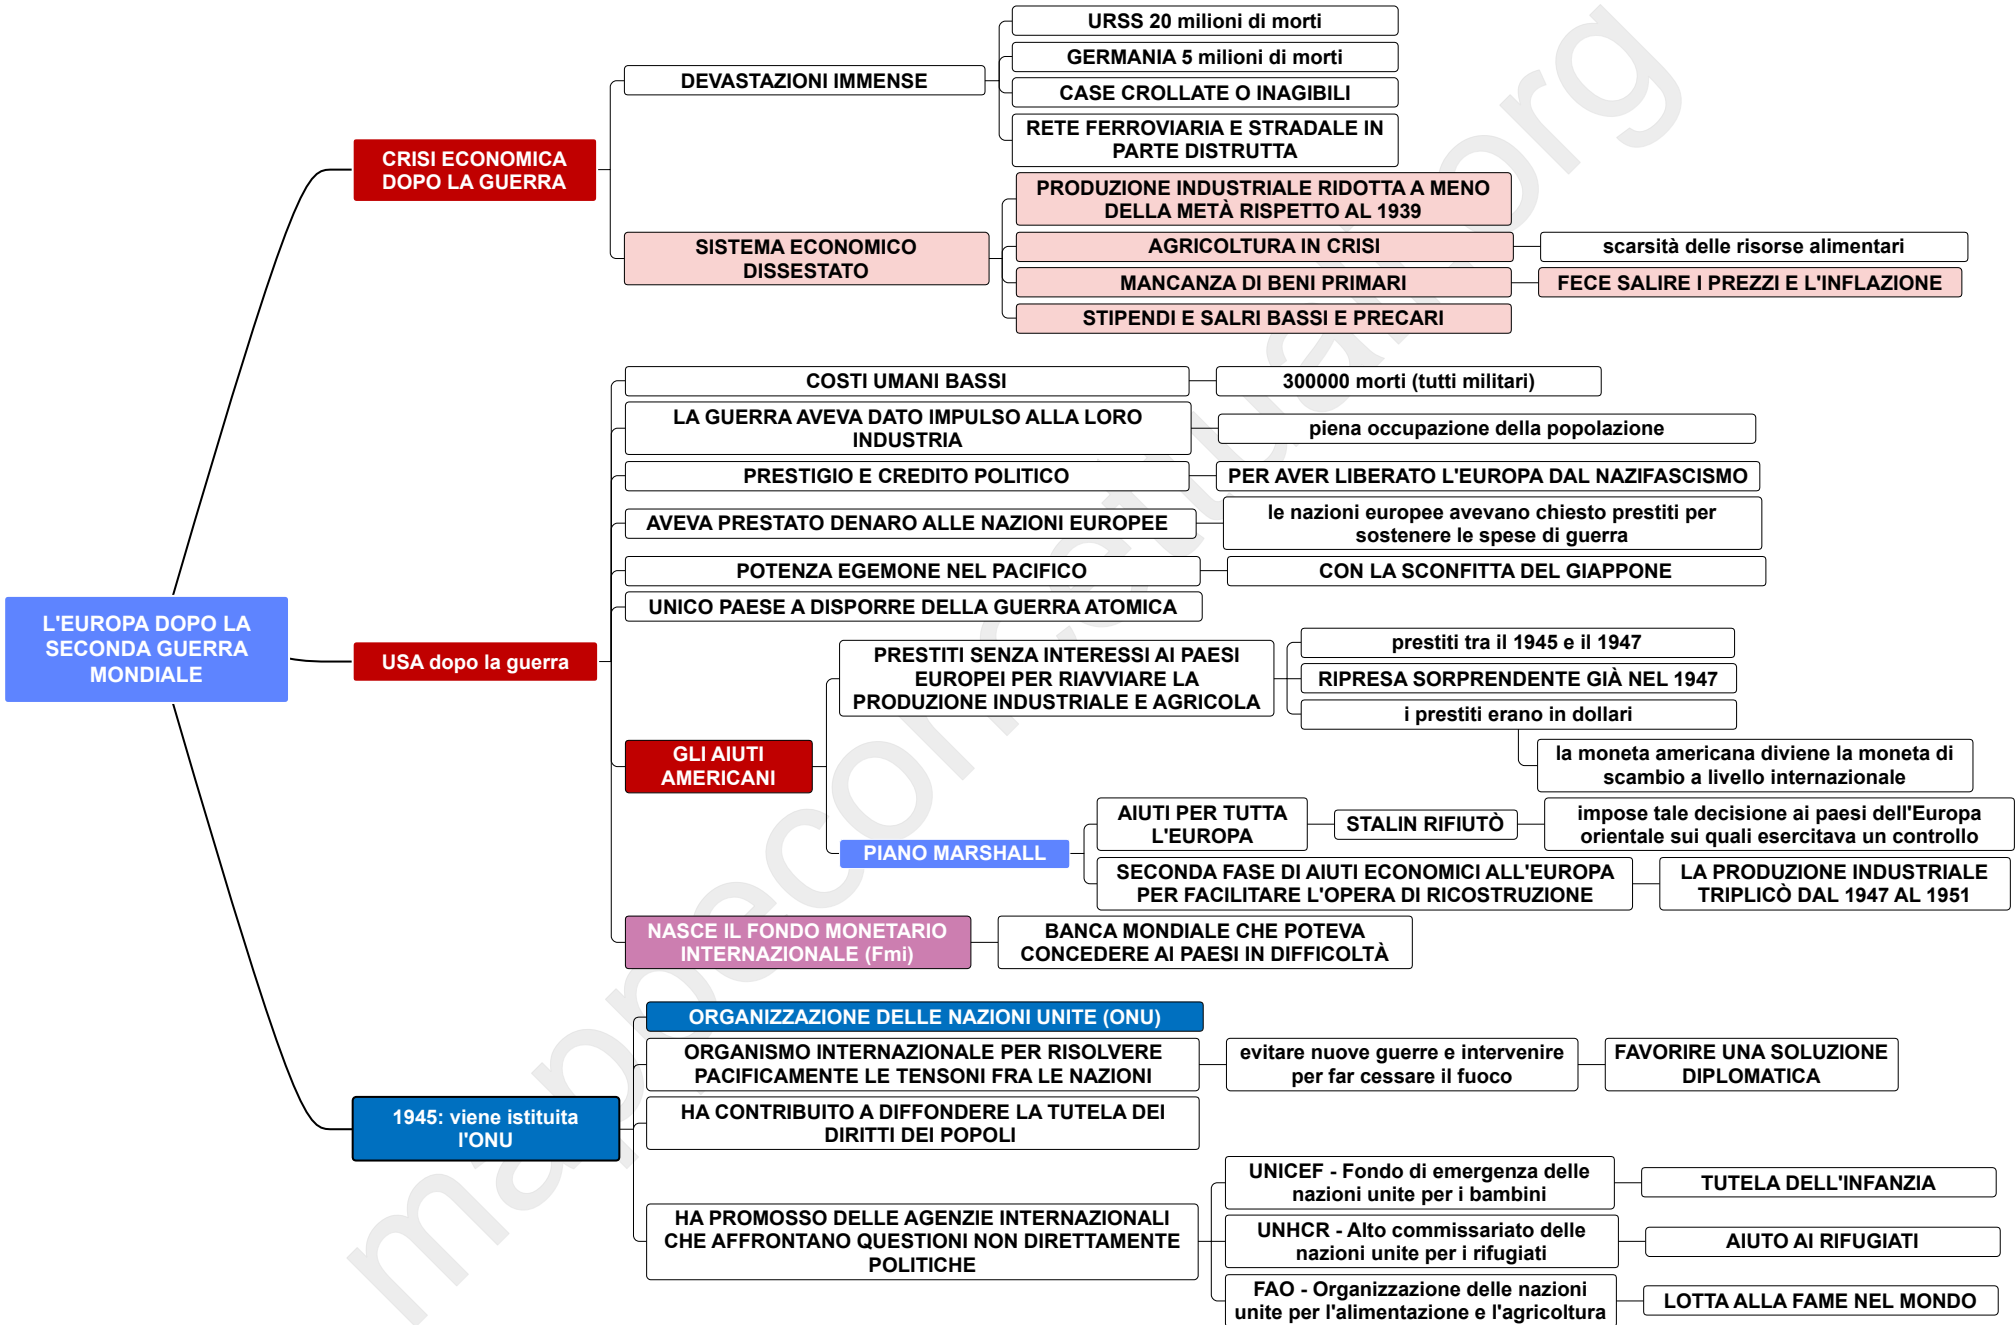 L'EUROPA DOPO LA
SECONDA GUERRA
MONDIALE
CRISI ECONOMICA
DOPO LA GUERRA
DEVASTAZIONI IMMENSE
URSS 20 milioni di morti
GERMANIA 5 milioni di morti
CASE CROLLATE O INAGIBILI
RETE FERROVIARIA E STRADALE IN
PARTE DISTRUTTA
SISTEMA ECONOMICO
DISSESTATO
PRODUZIONE INDUSTRIALE RIDOTTA A MENO
DELLA METÀ RISPETTO AL 1939
AGRICOLTURA IN CRISI
scarsità delle risorse alimentari
MANCANZA DI BENI PRIMARI
FECE SALIRE I PREZZI E L'INFLAZIONE
STIPENDI E SALRI BASSI E PRECARI
USA dopo la guerra
COSTI UMANI BASSI
300000 morti (tutti militari)
LA GUERRA AVEVA DATO IMPULSO ALLA LORO
INDUSTRIA
piena occupazione della popolazione
PRESTIGIO E CREDITO POLITICO
PER AVER LIBERATO L'EUROPA DAL NAZIFASCISMO
AVEVA PRESTATO DENARO ALLE NAZIONI EUROPEE
le nazioni europee avevano chiesto prestiti per
sostenere le spese di guerra
POTENZA EGEMONE NEL PACIFICO
CON LA SCONFITTA DEL GIAPPONE
UNICO PAESE A DISPORRE DELLA GUERRA ATOMICA
GLI AIUTI
AMERICANI
PRESTITI SENZA INTERESSI AI PAESI
EUROPEI PER RIAVVIARE LA
PRODUZIONE INDUSTRIALE E AGRICOLA
prestiti tra il 1945 e il 1947
RIPRESA SORPRENDENTE GIÀ NEL 1947
i prestiti erano in dollari
la moneta americana diviene la moneta di
scambio a livello internazionale
PIANO MARSHALL
AIUTI PER TUTTA
L'EUROPA
STALIN RIFIUTÒ
impose tale decisione ai paesi dell'Europa
orientale sui quali esercitava un controllo
SECONDA FASE DI AIUTI ECONOMICI ALL'EUROPA
PER FACILITARE L'OPERA DI RICOSTRUZIONE
LA PRODUZIONE INDUSTRIALE
TRIPLICÒ DAL 1947 AL 1951
NASCE IL FONDO MONETARIO
INTERNAZIONALE (Fmi)
BANCA MONDIALE CHE POTEVA
CONCEDERE AI PAESI IN DIFFICOLTÀ
1945: viene istituita
l'ONU
ORGANIZZAZIONE DELLE NAZIONI UNITE (ONU)
ORGANISMO INTERNAZIONALE PER RISOLVERE
PACIFICAMENTE LE TENSONI FRA LE NAZIONI
evitare nuove guerre e intervenire
per far cessare il fuoco
FAVORIRE UNA SOLUZIONE
DIPLOMATICA
HA CONTRIBUITO A DIFFONDERE LA TUTELA DEI
DIRITTI DEI POPOLI
HA PROMOSSO DELLE AGENZIE INTERNAZIONALI
CHE AFFRONTANO QUESTIONI NON DIRETTAMENTE
POLITICHE
UNICEF - Fondo di emergenza delle
nazioni unite per i bambini
TUTELA DELL'INFANZIA
UNHCR - Alto commissariato delle
nazioni unite per i rifugiati
AIUTO AI RIFUGIATI
FAO - Organizzazione delle nazioni
unite per l'alimentazione e l'agricoltura
LOTTA ALLA FAME NEL MONDO